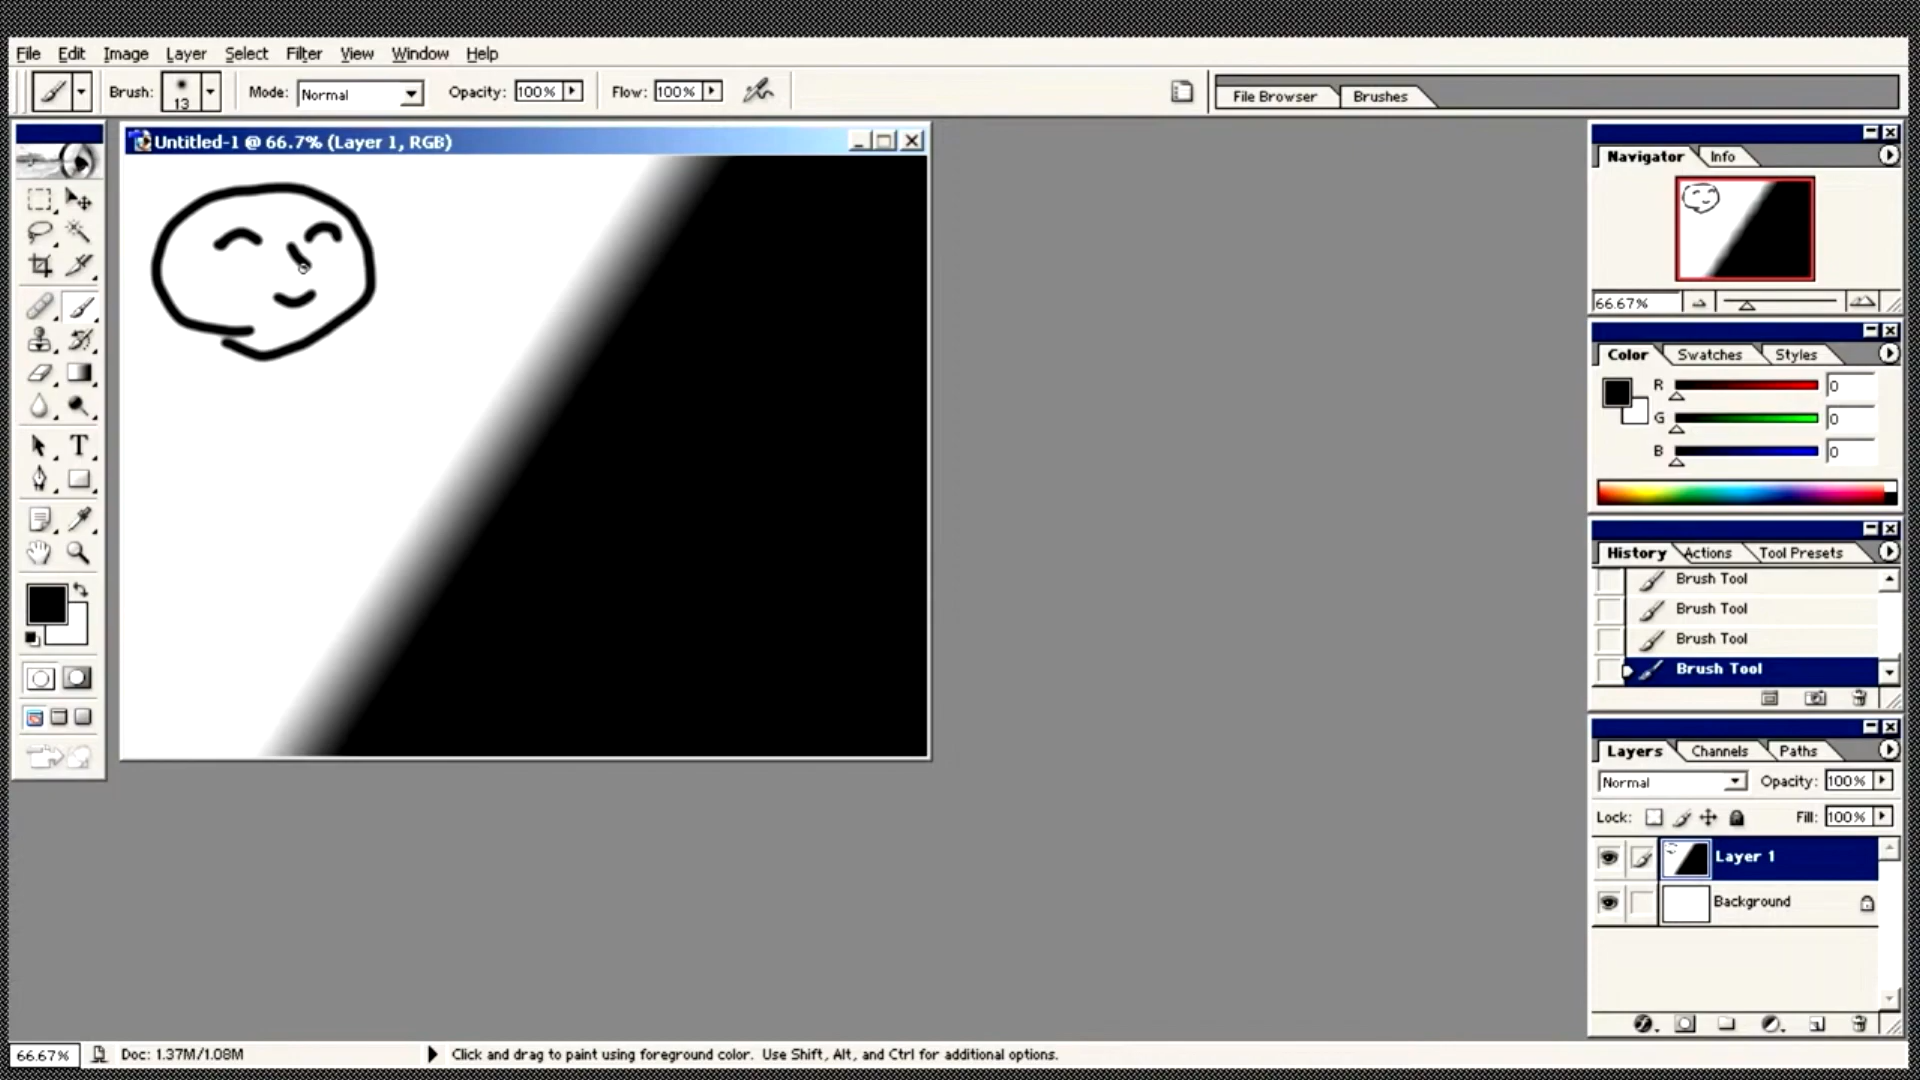 File Edit Image Layer Select Filter View Window Help
Brush: 13 Mode: Normal Opacity: 100% Flow: 100% File Browser Brushes
Untitled-1 @ 66.7% (Layer 1, RGB)
Navigator Info
66.67%
Color Swatches Styles
R 0
G 0
B 0
History Actions Tool Presets
Brush Tool
Brush Tool
Brush Tool
Brush Tool
Layers Channels Paths
Normal Opacity: 100%
Lock: Fill: 100%
Layer 1
Background
T
66.67% Doc: 1.37M/1.08M Click and drag to paint using foreground color. Use Shift, Alt, and Ctrl for additional options.